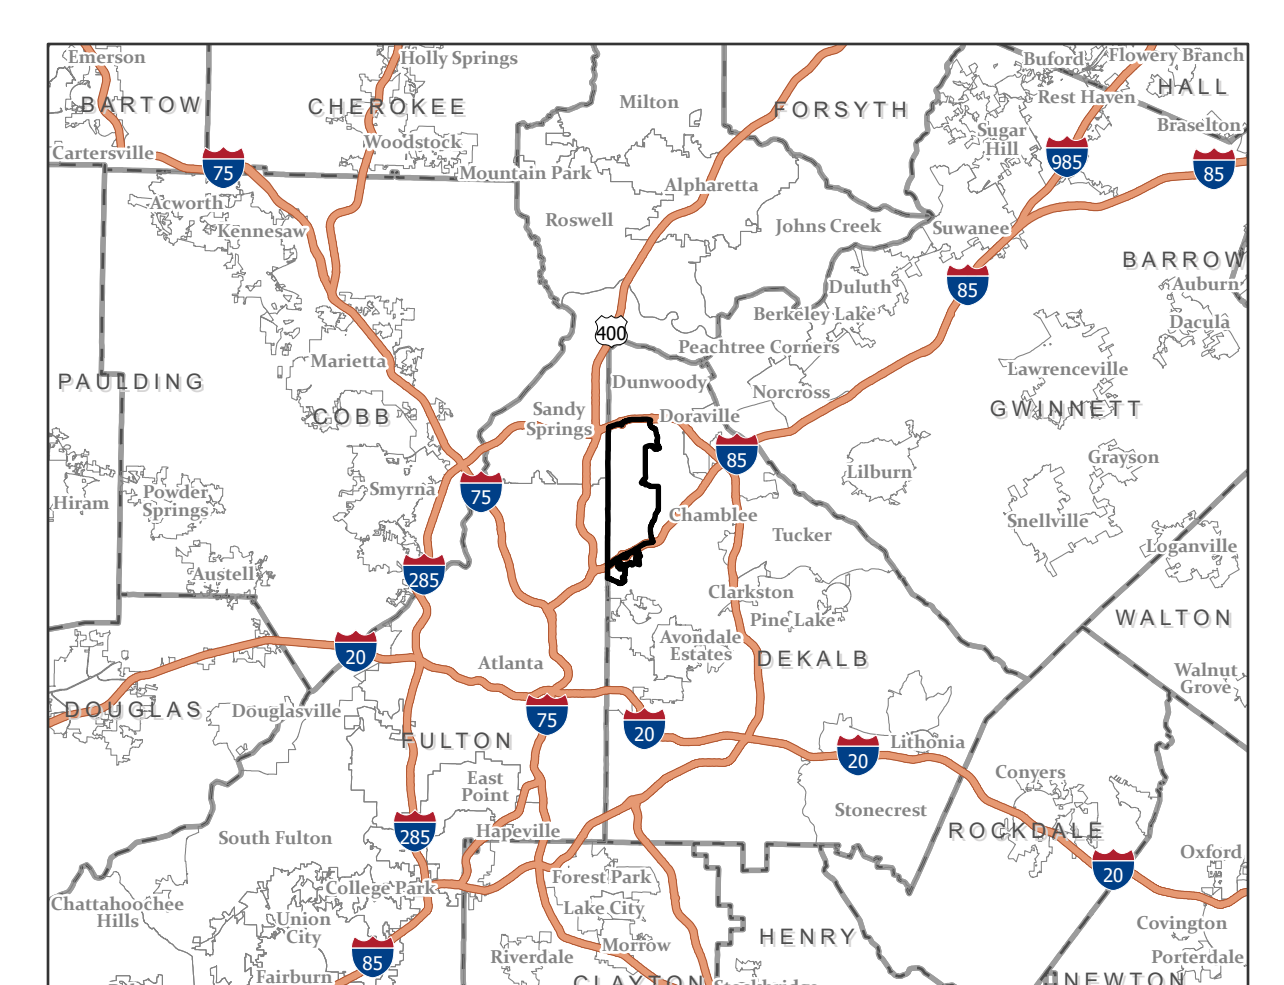 Emerson
Holly Springs
Buford
Flowery Branch
BARTOW
CHEROKEE
Milton
FORSYTH
Rest Haven
HALL
Cartersville
Woodstock
Sugar
Hill
985
Braselton
75
Mountain Park
Alpharetta
85
Acworth
Kennesaw
Roswell
Johns Creek
Suwanee
BARROW
Auburn
85
Duluth
Berkeley Lake
Dacula
400
Marietta
Peachtree Corners
Lawrenceville
PAULDING
Dunwoody
Norcross
COBB
Sandy
Springs
Doraville
GWINNETT
85
Lilburn
Grayson
Hiram
Powder
Springs
Smyrna
75
Chamblee
Tucker
Snellville
Loganville
Austell
285
Clarkston
Pine Lake
WALTON
20
Atlanta
Avondale
Estates
DEKALB
Walnut
Grove
DOUGLAS
Douglasville
75
20
FULTON
20
Lithonia
East
Point
Conyers
Stonecrest
South Fulton
285
Hapeville
ROCKDALE
Oxford
20
College Park
Forest Park
Chattahoochee
Hills
Union
City
Lake City
Covington
HENRY
85
Riverdale
Morrow
Porterdale
Fairburn
CLAYTON
Stockbridge
NEWTON